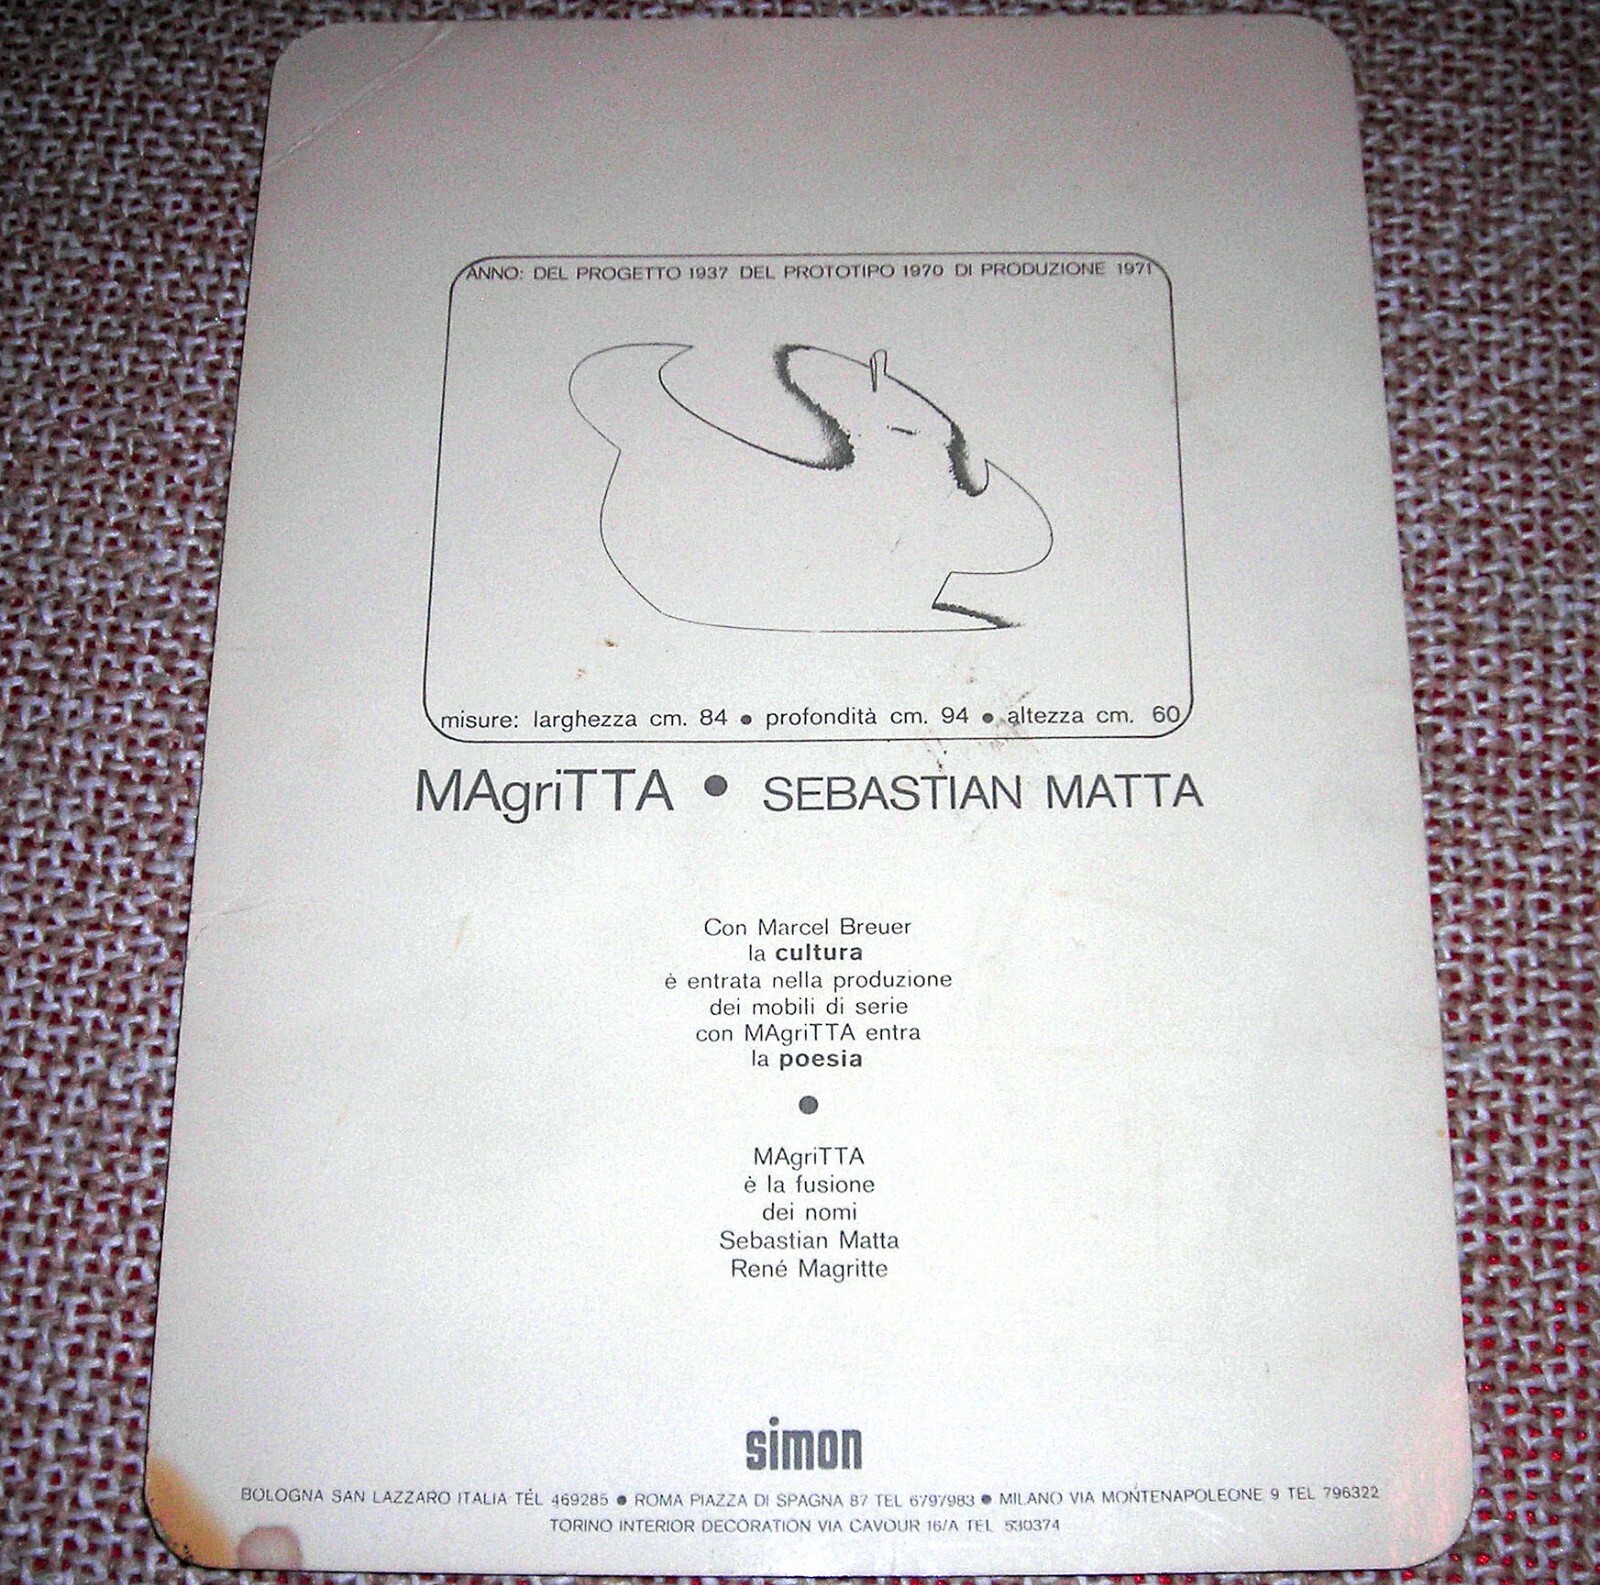 ANNO: DEL PROGETTO 1937 DEL PROTOTIPO 1970 DI PRODUZIONE 1971
misure: larghezza cm. 84 ● profondità cm. 94 ● altezza cm. 60
MAgriTTA ● SEBASTIAN MATTA
Con Marcel Breuer
la cultura
è entrata nella produzione
dei mobili di serie
con MAgriTTA entra
la poesia
●
MAgriTTA
è la fusione
dei nomi
Sebastian Matta
René Magritte
simon
BOLOGNA SAN LAZZARO ITALIA TEL 469285 ● ROMA PIAZZA DI SPAGNA 87 TEL 6797983 ● MILANO VIA MONTENAPOLEONE 9 TEL 796322
TORINO INTERIOR DECORATION VIA CAVOUR 16/A TEL 530374